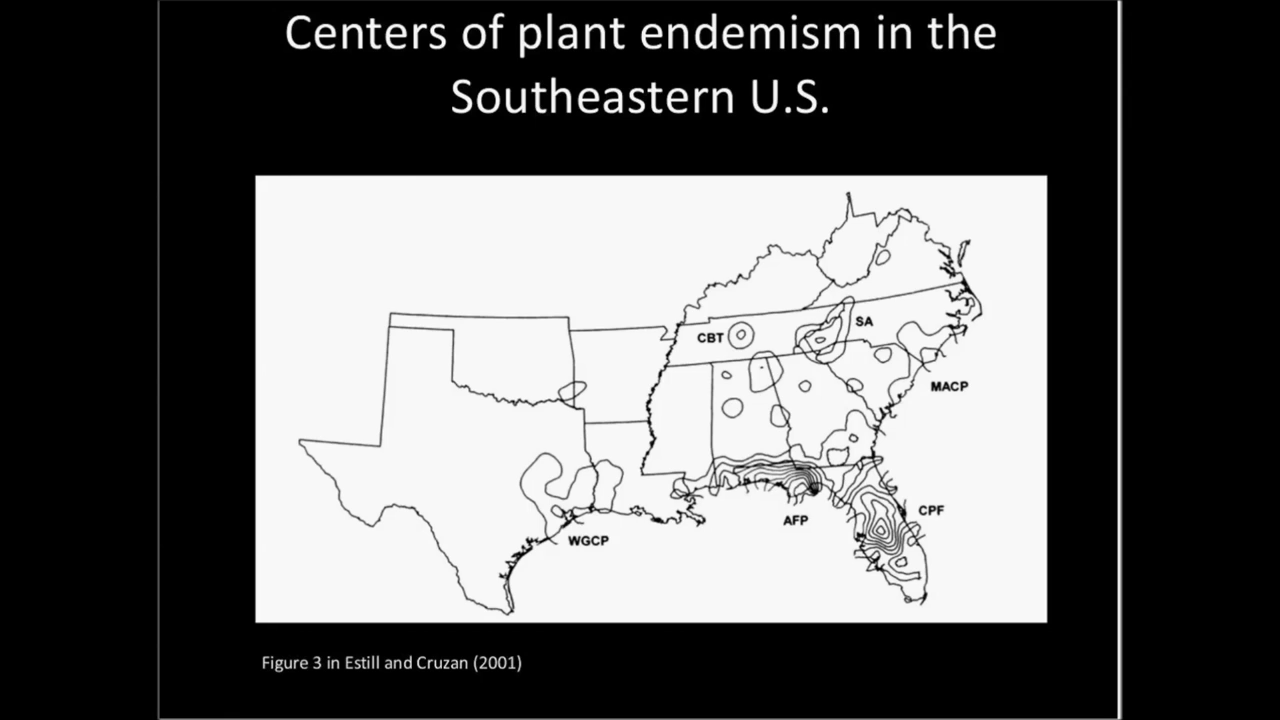 Centers of plant endemism in the
Southeastern U.S.
SA
CBT
MACP
CPF
AFP
WGCP
Figure 3 in Estill and Cruzan (2001)